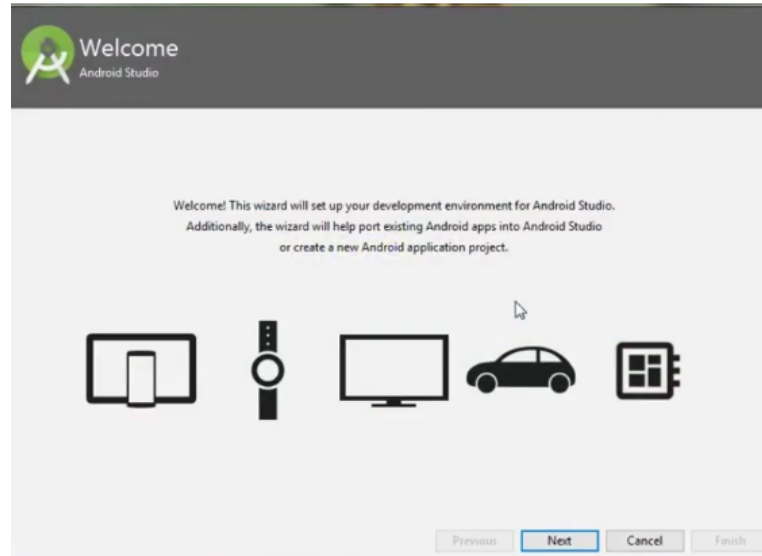 Welcome
Android Studio
Welcome! This wizard will set up your development environment for Android Studio.
Additionally, the wizard will help port existing Android apps into Android Studio
or create a new Android application project.
Previous Next Cancel Finish